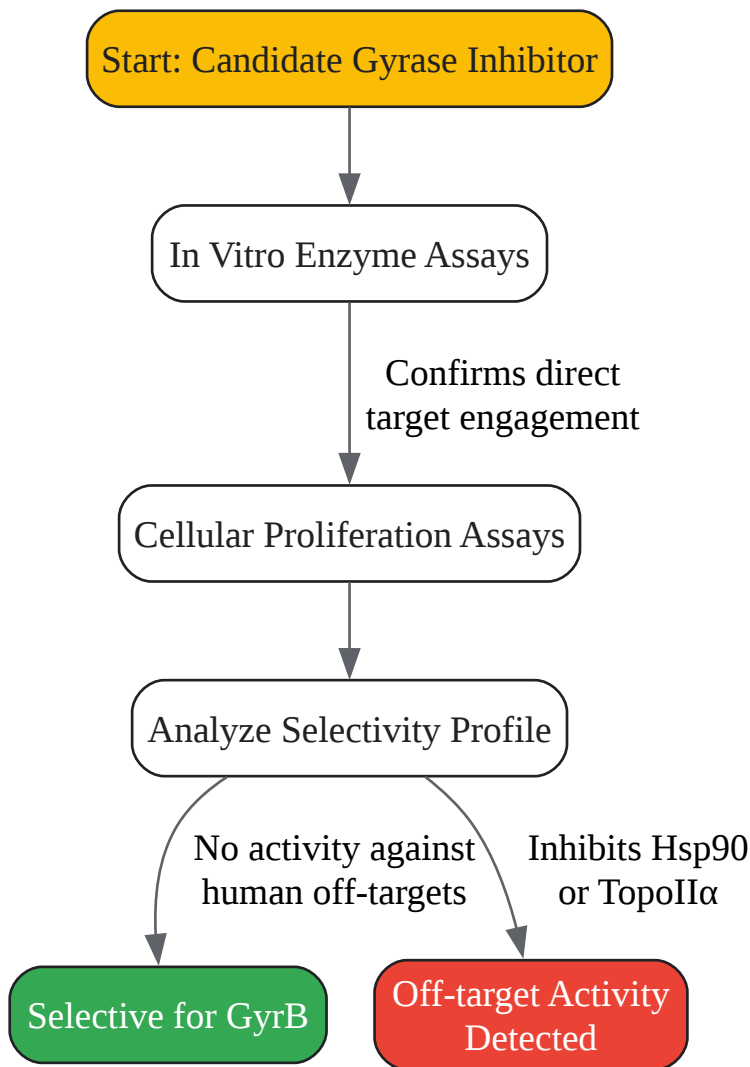 Start: Candidate Gyrase Inhibitor
In Vitro Enzyme Assays
Confirms direct
target engagement
Cellular Proliferation Assays
Analyze Selectivity Profile
No activity against
human off-targets
Inhibits Hsp90
or TopoIIα
Selective for GyrB
Off-target Activity
Detected